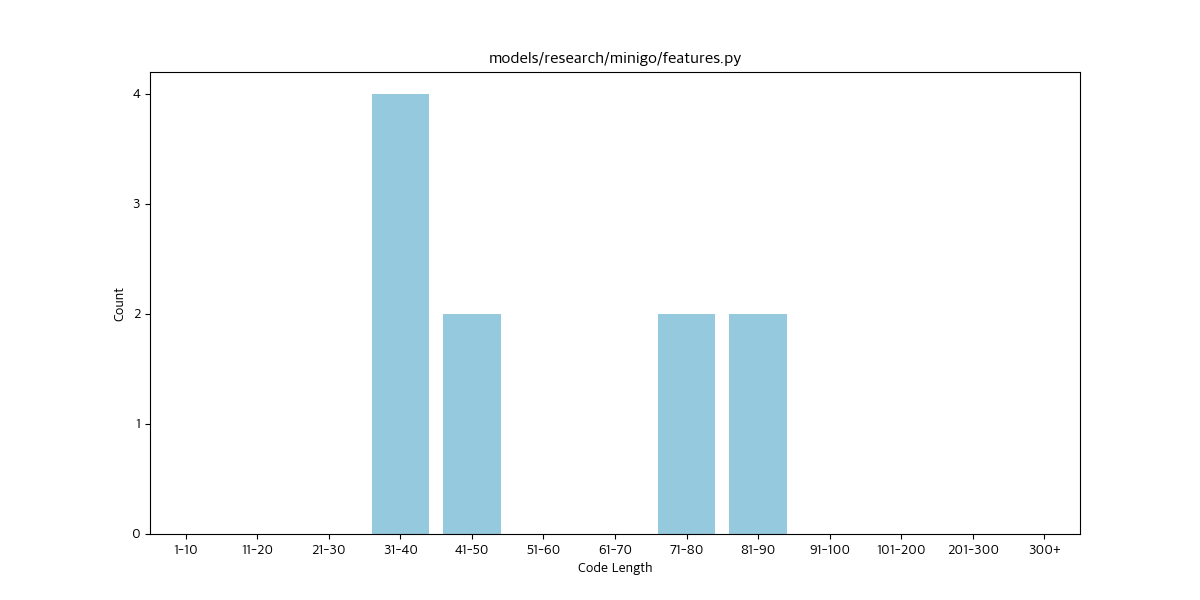 models/research/minigo/features.py
4
3
2
1
0
Count
1-10 11-20 21-30 31-40 41-50 51-60 61-70 71-80 81-90 91-100 101-200 201-300 300+
Code Length